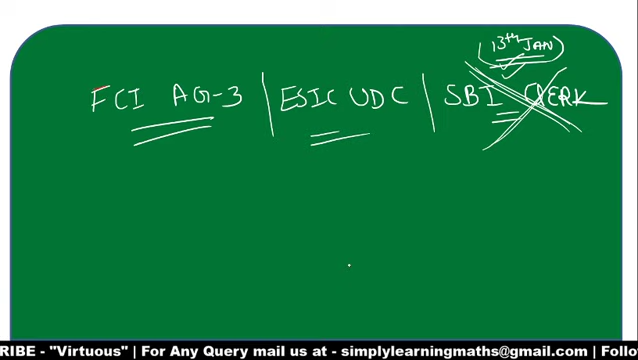 (13th JAN)
FCI AG-3 | ESIC UDC | SBI CLERK
RIBE - "Virtuous" | For Any Query mail us at - simplylearningmaths@gmail.com | Follo